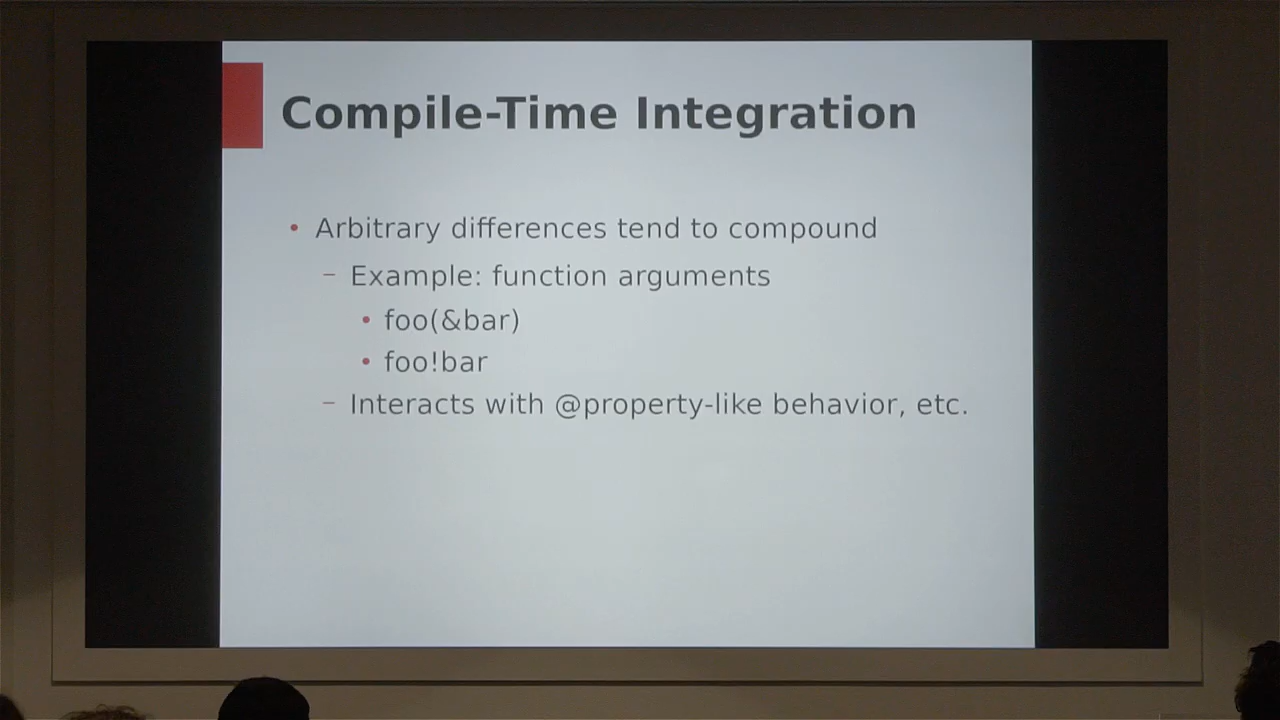 Compile-Time Integration
• Arbitrary differences tend to compound
– Example: function arguments
• foo(&bar)
• foo!bar
– Interacts with @property-like behavior, etc.